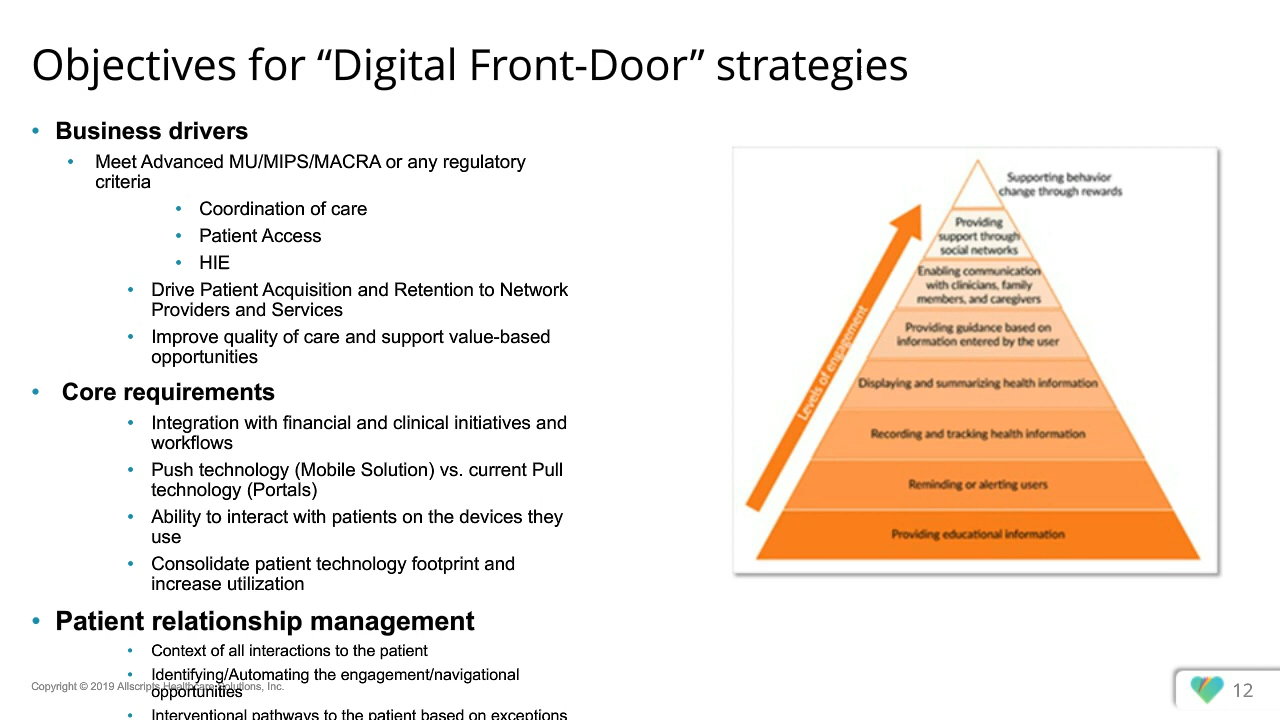 Objectives for “Digital Front-Door” strategies
• Business drivers
• Meet Advanced MU/MIPS/MACRA or any regulatory
criteria
• Coordination of care
• Patient Access
• HIE
• Drive Patient Acquisition and Retention to Network
Providers and Services
• Improve quality of care and support value-based
opportunities
• Core requirements
• Integration with financial and clinical initiatives and
workflows
• Push technology (Mobile Solution) vs. current Pull
technology (Portals)
• Ability to interact with patients on the devices they
use
• Consolidate patient technology footprint and
increase utilization
• Patient relationship management
• Context of all interactions to the patient
• Identifying/Automating the engagement/navigational
opportunities
• Interventional pathways to the patient based on exceptions
Supporting behavior
change through rewards
Providing
support through
social networks
Enabling communication
with clinicians, family
members, and caregivers
Providing guidance based on
information entered by the user
Displaying and summarizing health information
Recording and tracking health information
Reminding or alerting users
Providing educational information
Levels of engagement
Copyright © 2019 Allscripts Healthcare Solutions, Inc.
12